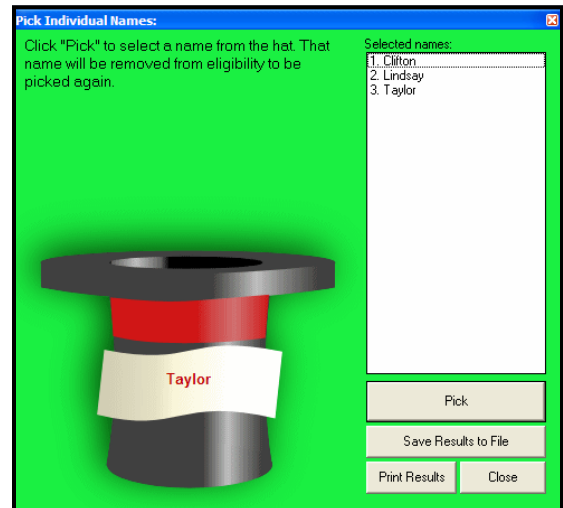 Pick Individual Names:
Click "Pick" to select a name from the hat. That
name will be removed from eligibility to be
picked again.
Selected names:
1. Clifton
2. Lindsay
3. Taylor
Taylor
Pick
Save Results to File
Print Results
Close